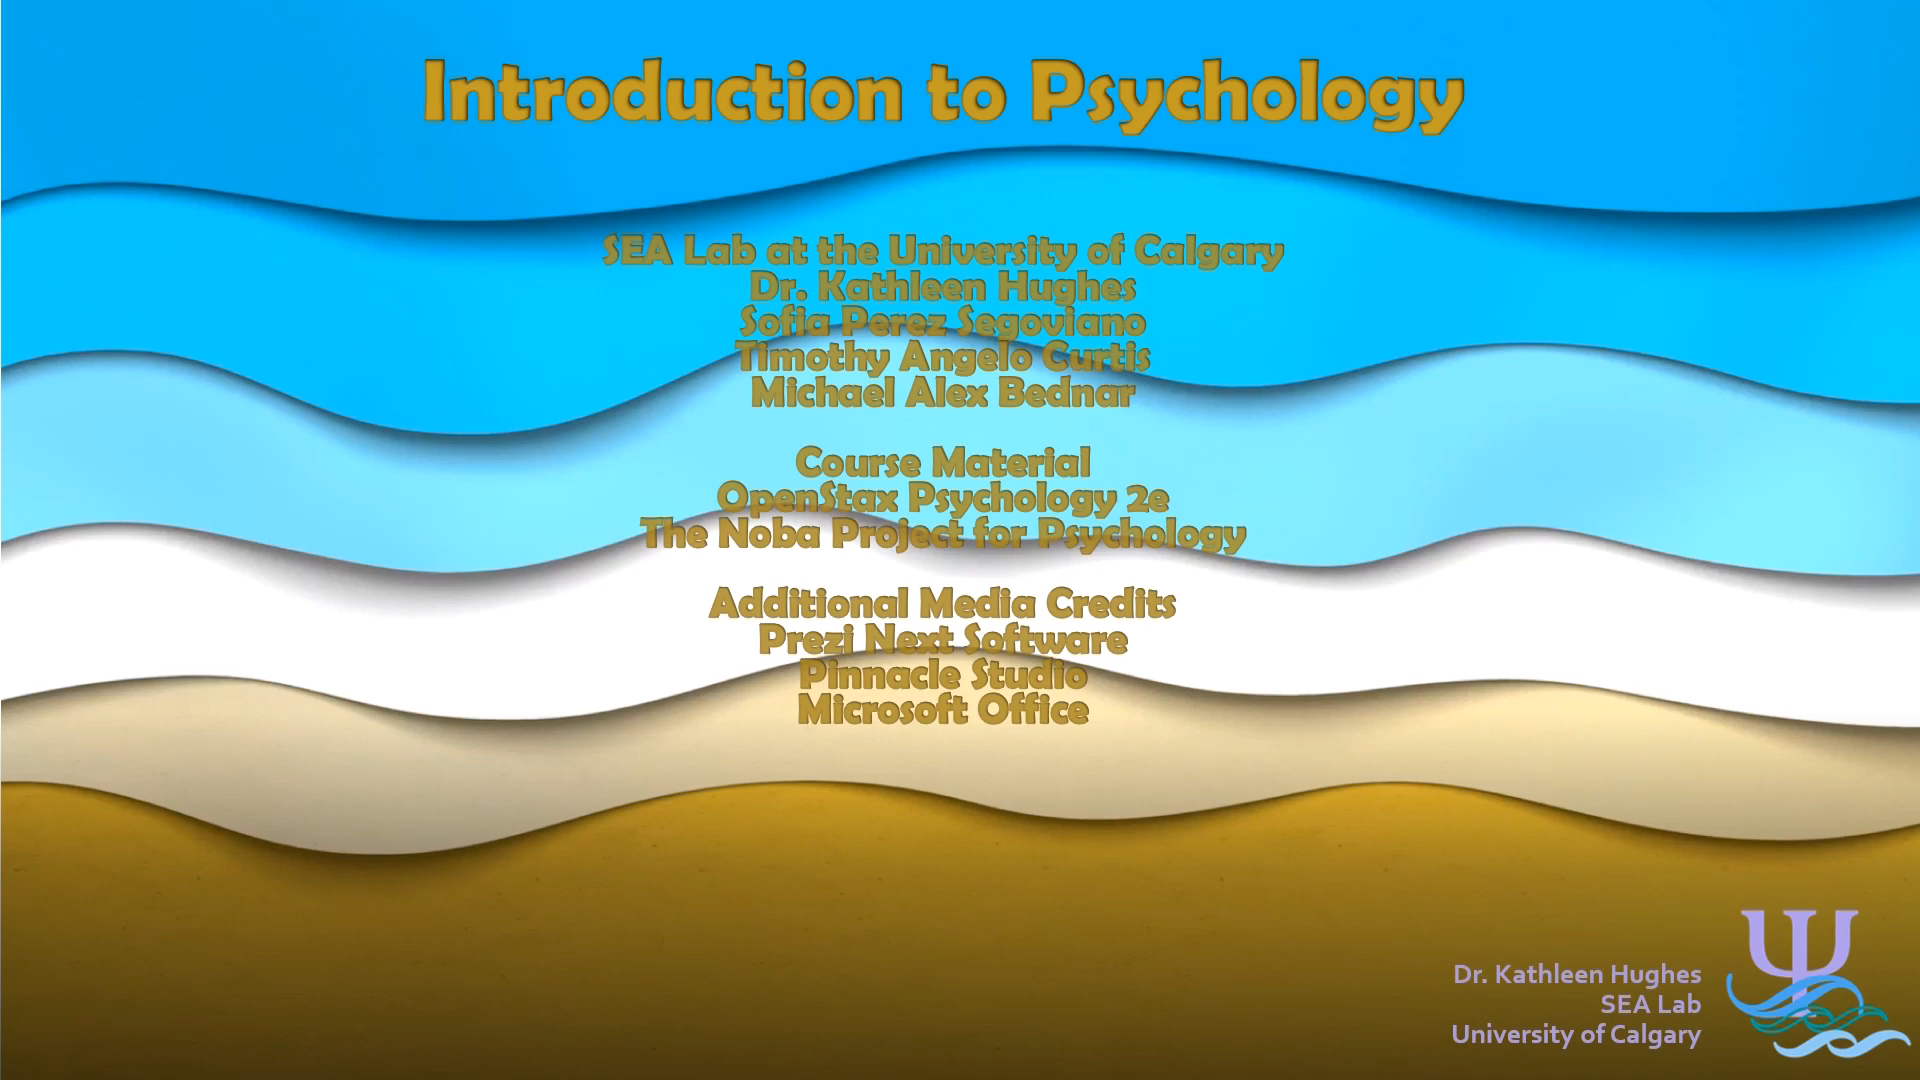 Introduction to Psychology
SEA Lab at the University of Calgary
Dr. Kathleen Hughes
Sofia Perez Segoviano
Timothy Angelo Curtis
Michael Alex Bednar
Course Material
OpenStax Psychology 2e
The Noba Project for Psychology
Additional Media Credits
Prezi Next Software
Pinnacle Studio
Microsoft Office
Dr. Kathleen Hughes
SEA Lab
University of Calgary
Ψ